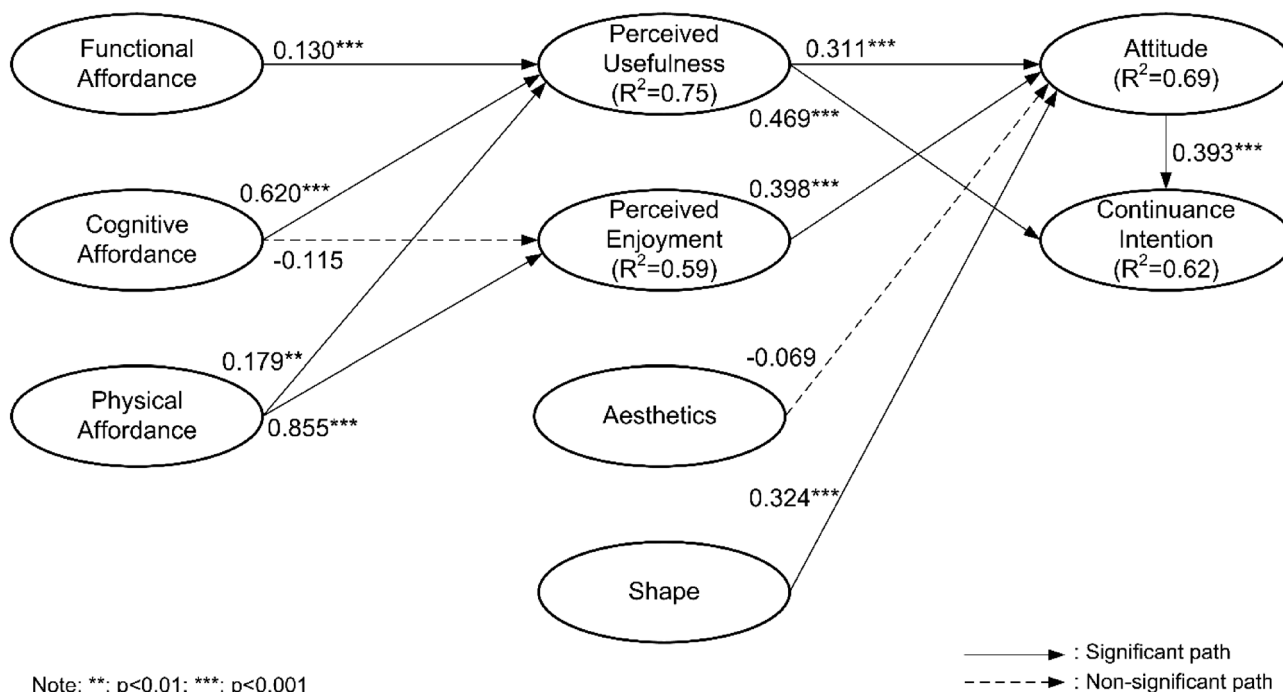 Functional
Affordance
0.130***
Perceived
Usefulness
(R²=0.75)
0.311***
Attitude
(R²=0.69)
0.469***
0.393***
Cognitive
Affordance
0.620***
-0.115
Perceived
Enjoyment
(R²=0.59)
0.398***
Continuance
Intention
(R²=0.62)
Physical
Affordance
0.179**
0.855***
Aesthetics
-0.069
Shape
0.324***
Note: **: p<0.01; ***: p<0.001
: Significant path
: Non-significant path